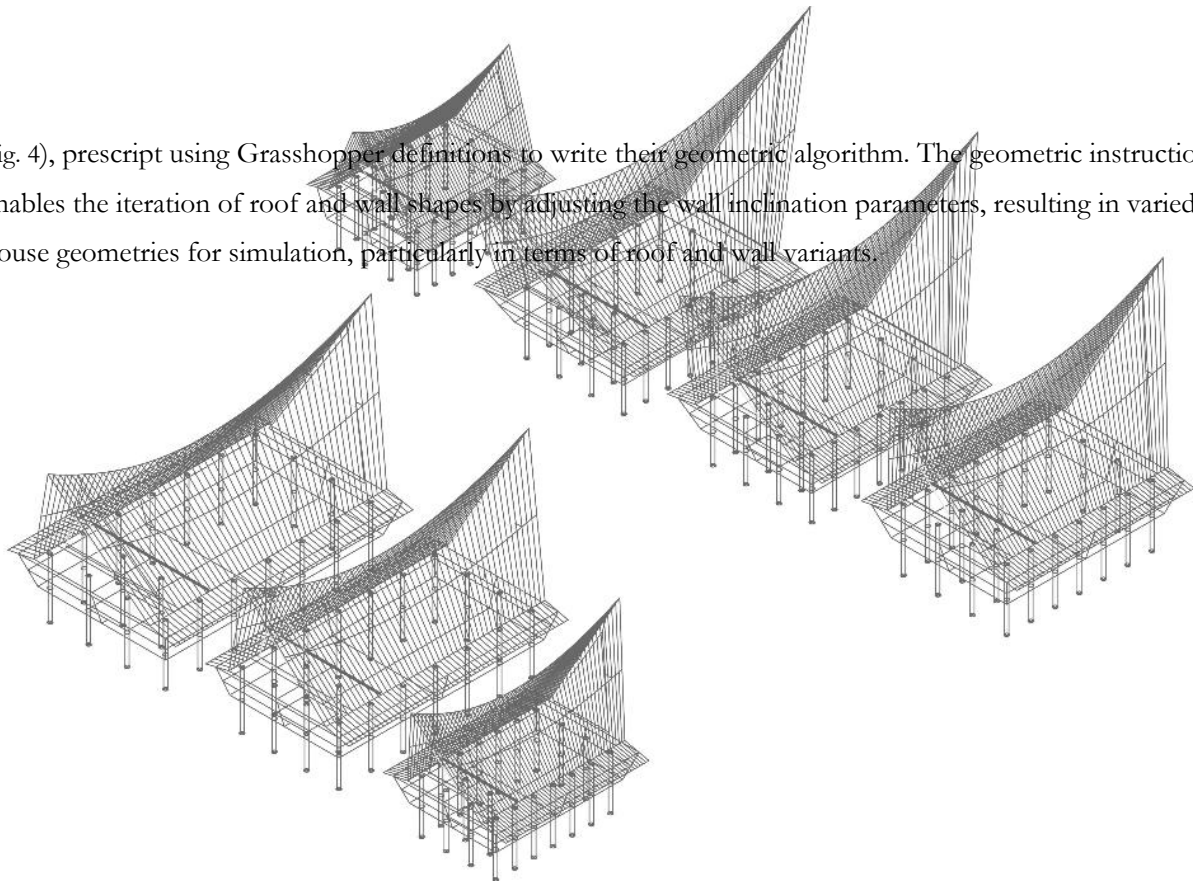 ig. 4), prescript using Grasshopper definitions to write their geometric algorithm. The geometric instructio
nables the iteration of roof and wall shapes by adjusting the wall inclination parameters, resulting in varied
ouse geometries for simulation, particularly in terms of roof and wall variants.